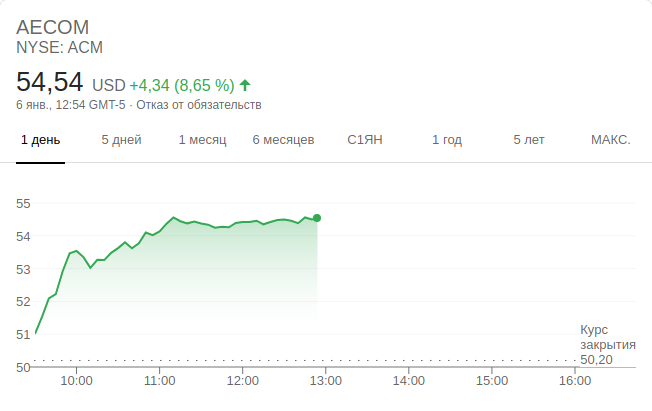 AECOM
NYSE: ACM
54,54 USD +4,34 (8,65 %)
6 янв., 12:54 GMT-5 · Отказ от обязательств
1 день 5 дней 1 месяц 6 месяцев С1ЯН 1 год 5 лет МАКС.
55
54
53
52
51
Курс
закрытия
50,20
50
10:00 11:00 12:00 13:00 14:00 15:00 16:00